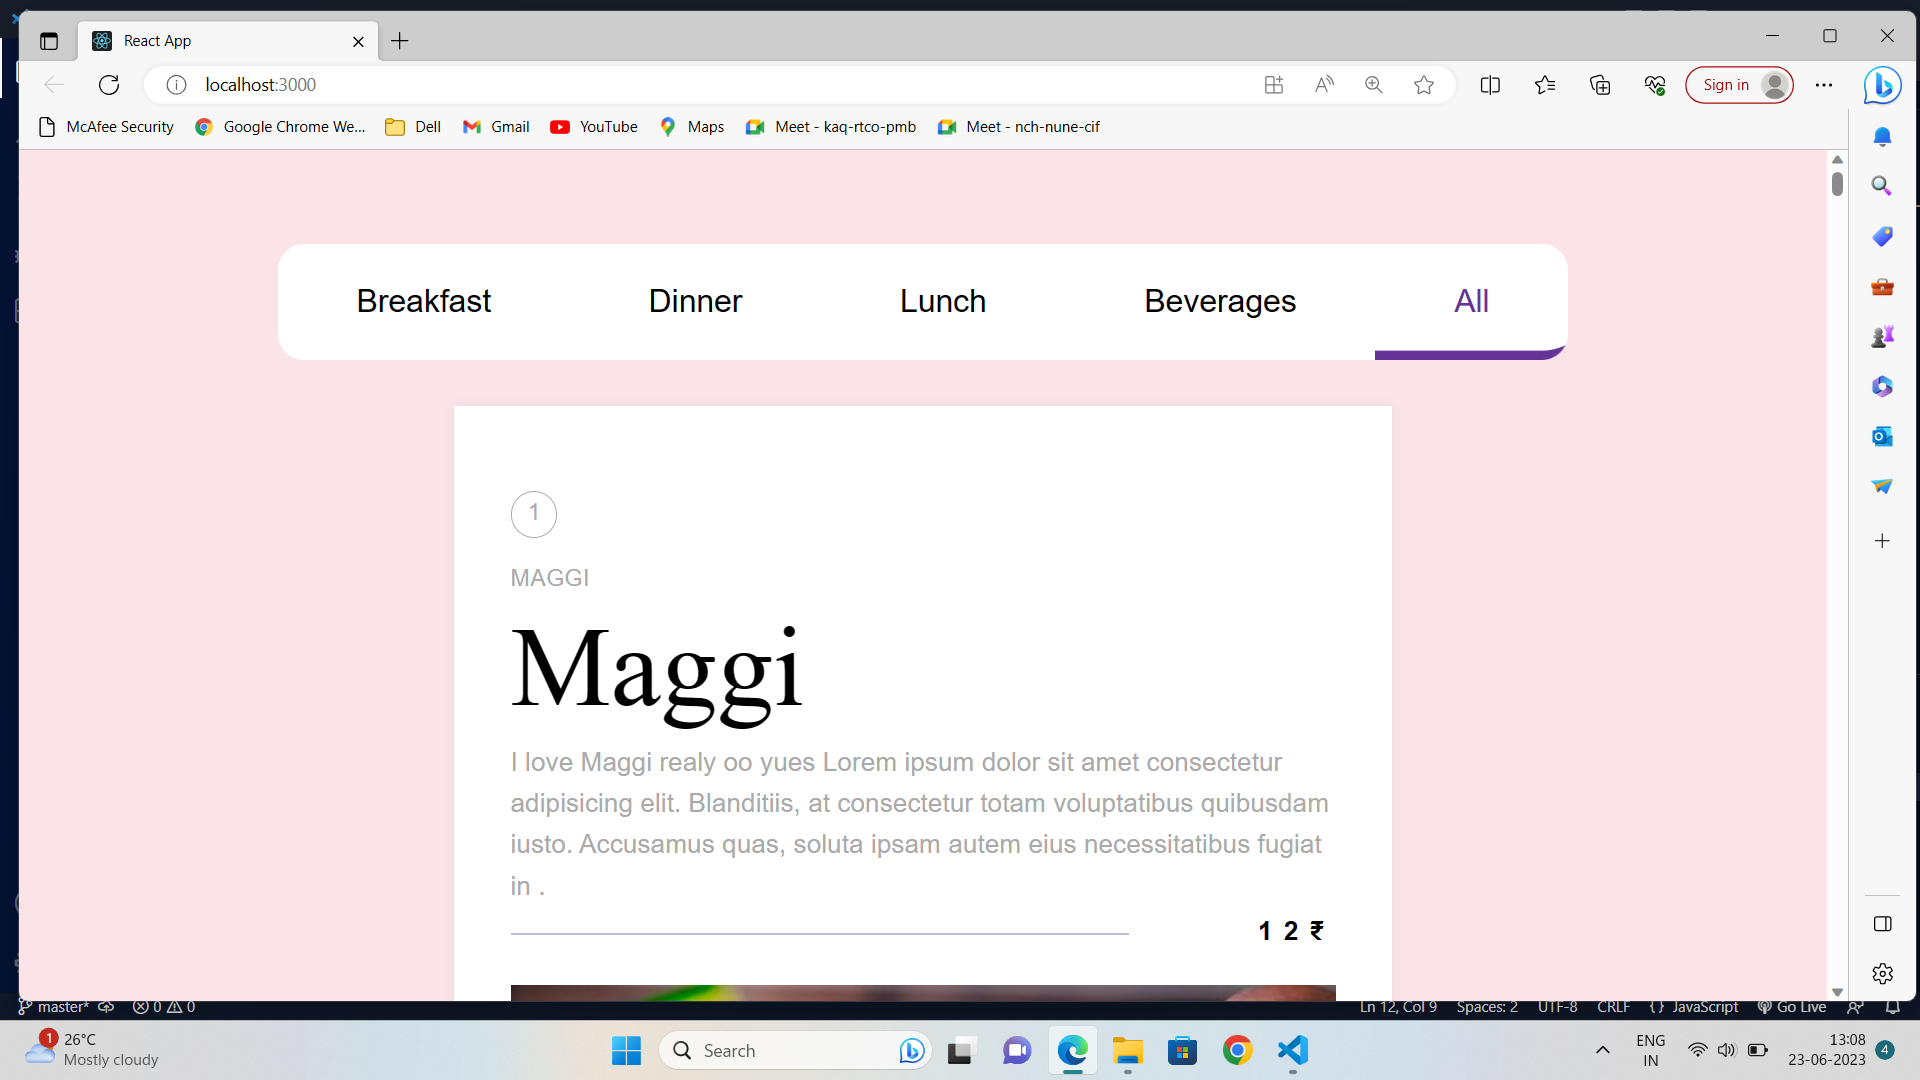 React App
localhost:3000
Sign in
McAfee Security
Google Chrome We...
Dell
Gmail
YouTube
Maps
Meet - kaq-rtco-pmb
Meet - nch-nune-cif
Breakfast
Dinner
Lunch
Beverages
All
1
MAGGI
Maggi
I love Maggi realy oo yues Lorem ipsum dolor sit amet consectetur
adipisicing elit. Blanditiis, at consectetur totam voluptatibus quibusdam
iusto. Accusamus quas, soluta ipsam autem eius necessitatibus fugiat
in .
1 2 ₹
master* 0 0 Ln 12, Col 9 Spaces: 2 UTF-8 CRLF {} JavaScript Go Live
1
26°C
Mostly cloudy
Search
ENG
IN
13:08
23-06-2023
4